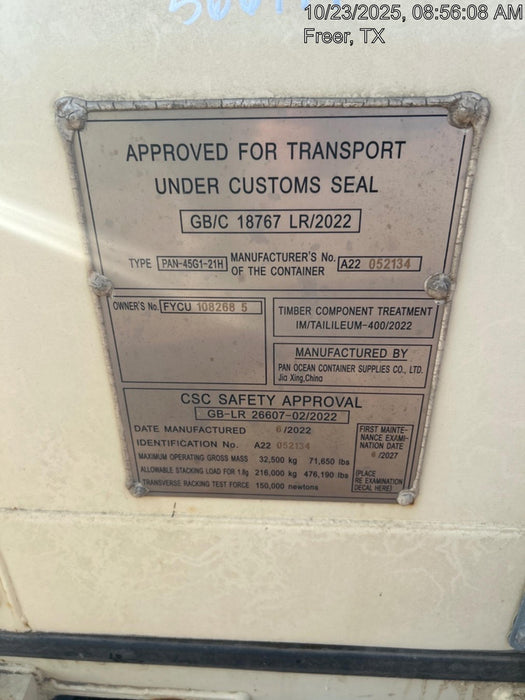 10/23/2025, 08:56:08 AM
Freer, TX
APPROVED FOR TRANSPORT
UNDER CUSTOMS SEAL
GB/C 18767 LR/2022
TYPE PAN-45G1-21H MANUFACTURER'S No. OF THE CONTAINER A22 052134
OWNER'S No. FYCU 108268 5
TIMBER COMPONENT TREATMENT
IM/TAILILEUM-400/2022
MANUFACTURED BY
PAN OCEAN CONTAINER SUPPLIES CO., LTD.
Jia Xing,China
CSC SAFETY APPROVAL
GB-LR 26607-02/2022
DATE MANUFACTURED 6 /2022
IDENTIFICATION No. A22 052134
MAXIMUM OPERATING GROSS MASS 32,500 kg 71,650 lbs
ALLOWABLE STACKING LOAD FOR 1.8g 216,000 kg 476,190 lbs
TRANSVERSE RACKING TEST FORCE 150,000 newtons
FIRST MAINTE-
NANCE EXAMI-
NATION DATE
6 /2027
(PLACE
RE EXAMINATION
DECAL HERE)